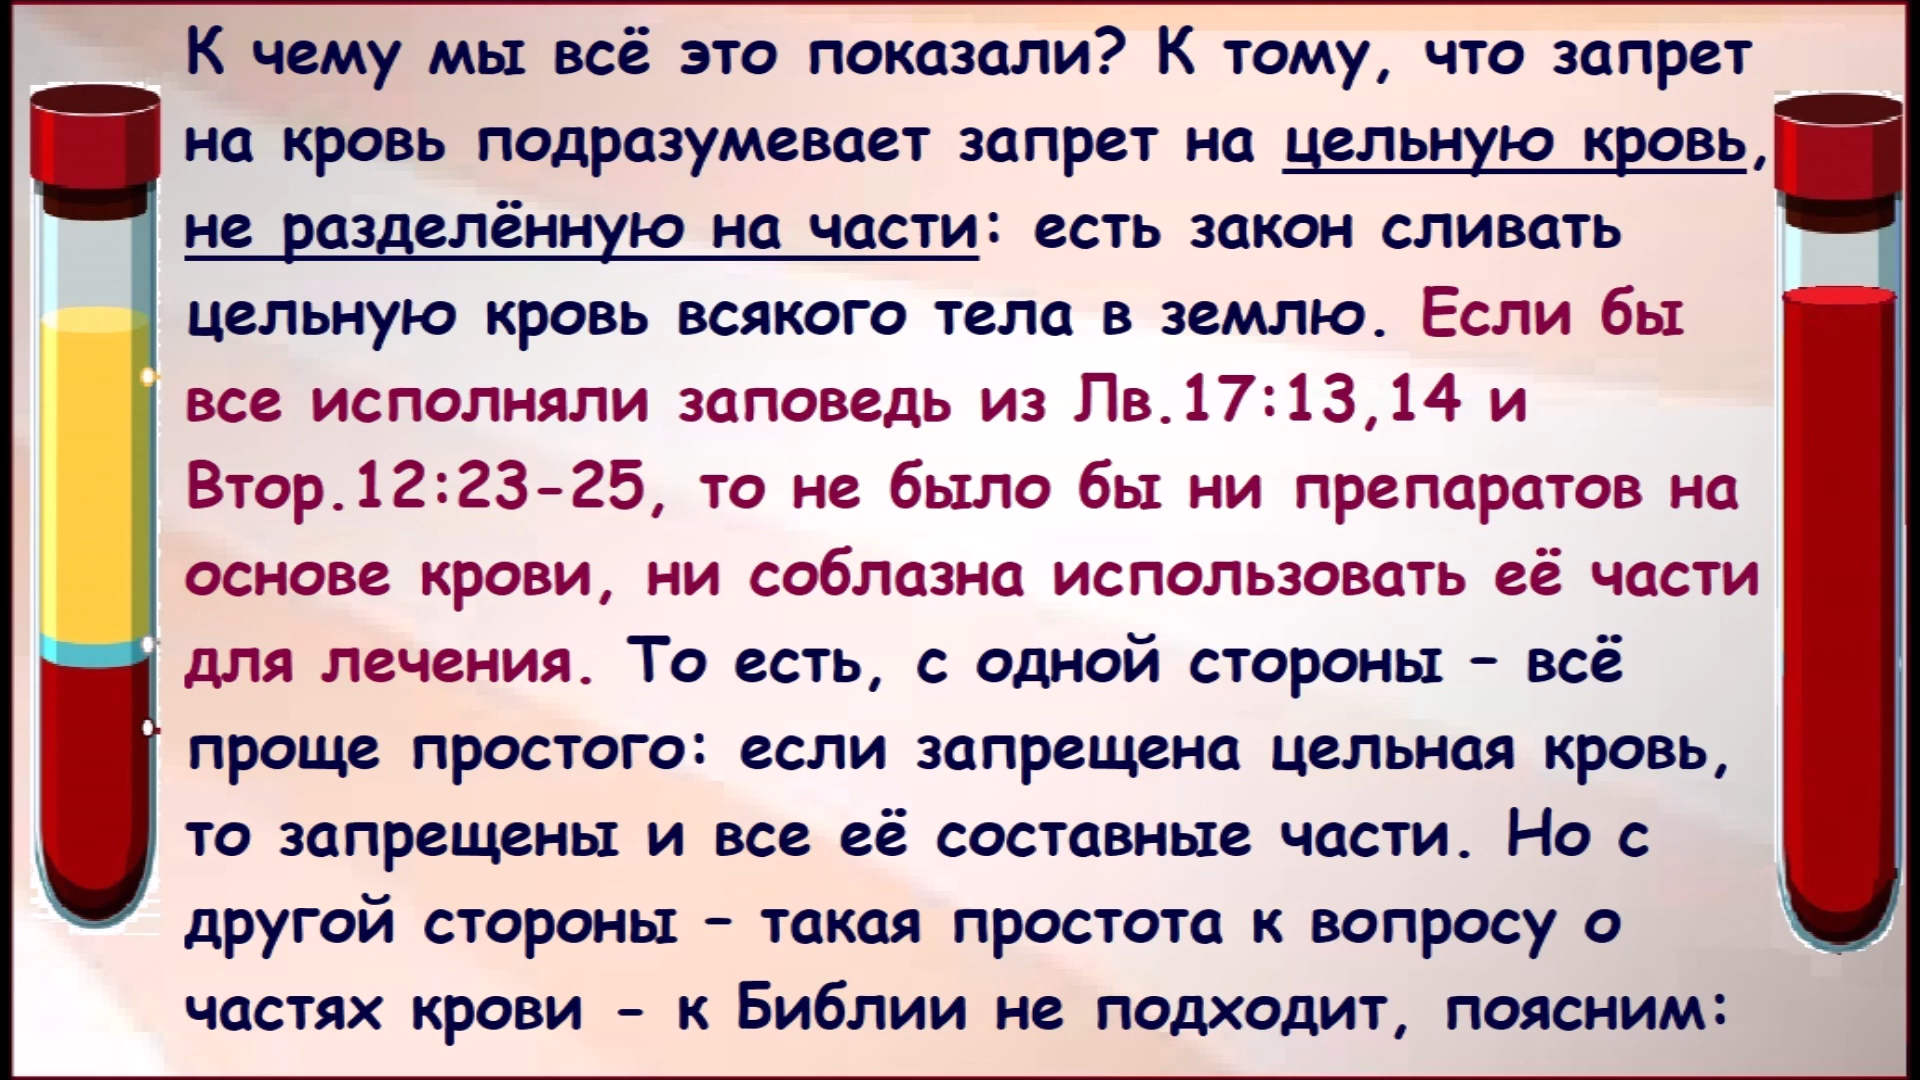 К чему мы всё это показали? К тому, что запрет
на кровь подразумевает запрет на цельную кровь,
не разделённую на части: есть закон сливать
цельную кровь всякого тела в землю. Если бы
все исполняли заповедь из Лв.17:13,14 и
Втор.12:23-25, то не было бы ни препаратов на
основе крови, ни соблазна использовать её части
для лечения. То есть, с одной стороны – всё
проще простого: если запрещена цельная кровь,
то запрещены и все её составные части. Но с
другой стороны – такая простота к вопросу о
частях крови - к Библии не подходит, поясним: